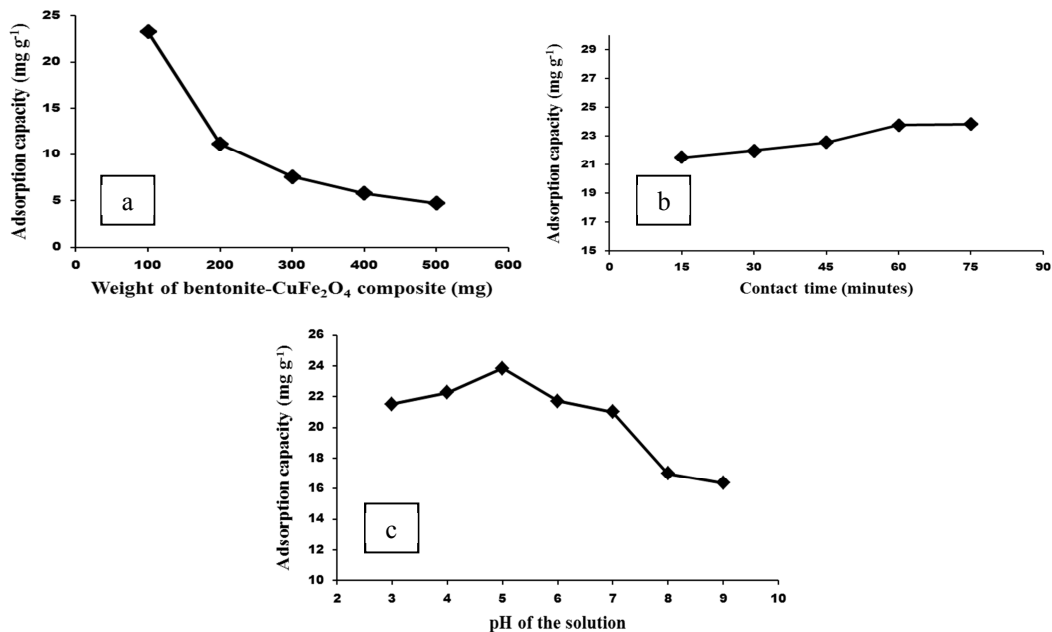 Adsorption capacity (mg g⁻¹)
25
20
15
10
5
0
0 100 200 300 400 500 600
Weight of bentonite-CuFe₂O₄ composite (mg)
a
Adsorption capacity (mg g⁻¹)
29
27
25
23
21
19
17
15
0 15 30 45 60 75 90
Contact time (minutes)
b
Adsorption capacity (mg g⁻¹)
26
24
22
20
18
16
14
12
10
2 3 4 5 6 7 8 9 10
pH of the solution
c